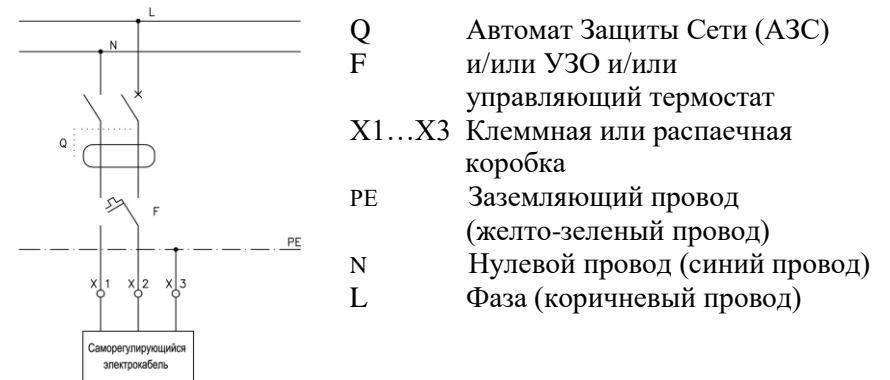 L
N
Q
F
PE
X 1 X 2 X 3
Саморегулирующийся
электрокабель
Q Автомат Защиты Сети (АЗС)
F и/или УЗО и/или
управляющий термостат
X1…X3 Клеммная или распаечная
коробка
PE Заземляющий провод
(желто-зеленый провод)
N Нулевой провод (синий провод)
L Фаза (коричневый провод)